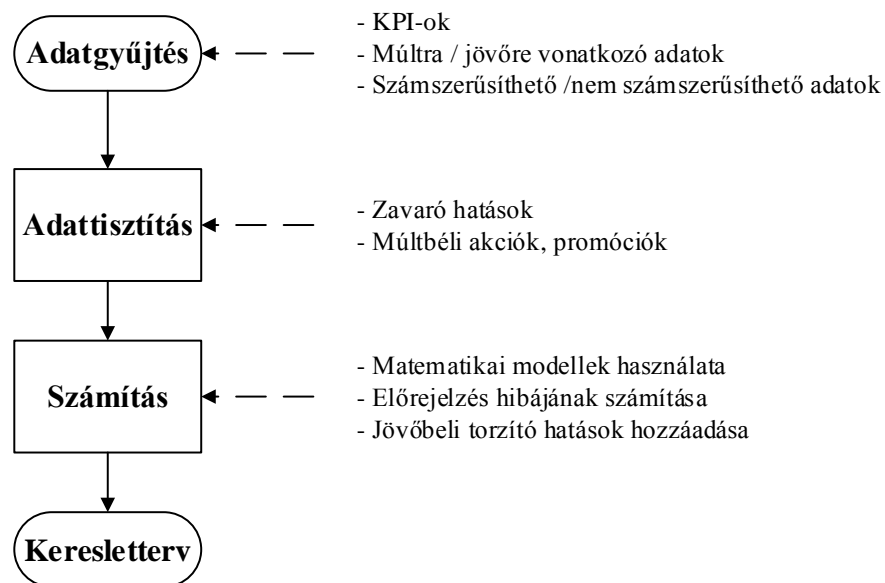 Adatgyűjtés
- KPI-ok
- Múltra / jövőre vonatkozó adatok
- Számszerűsíthető /nem számszerűsíthető adatok
Adattisztítás
- Zavaró hatások
- Múltbéli akciók, promóciók
Számítás
- Matematikai modellek használata
- Előrejelzés hibájának számítása
- Jövőbeli torzító hatások hozzáadása
Keresletterv